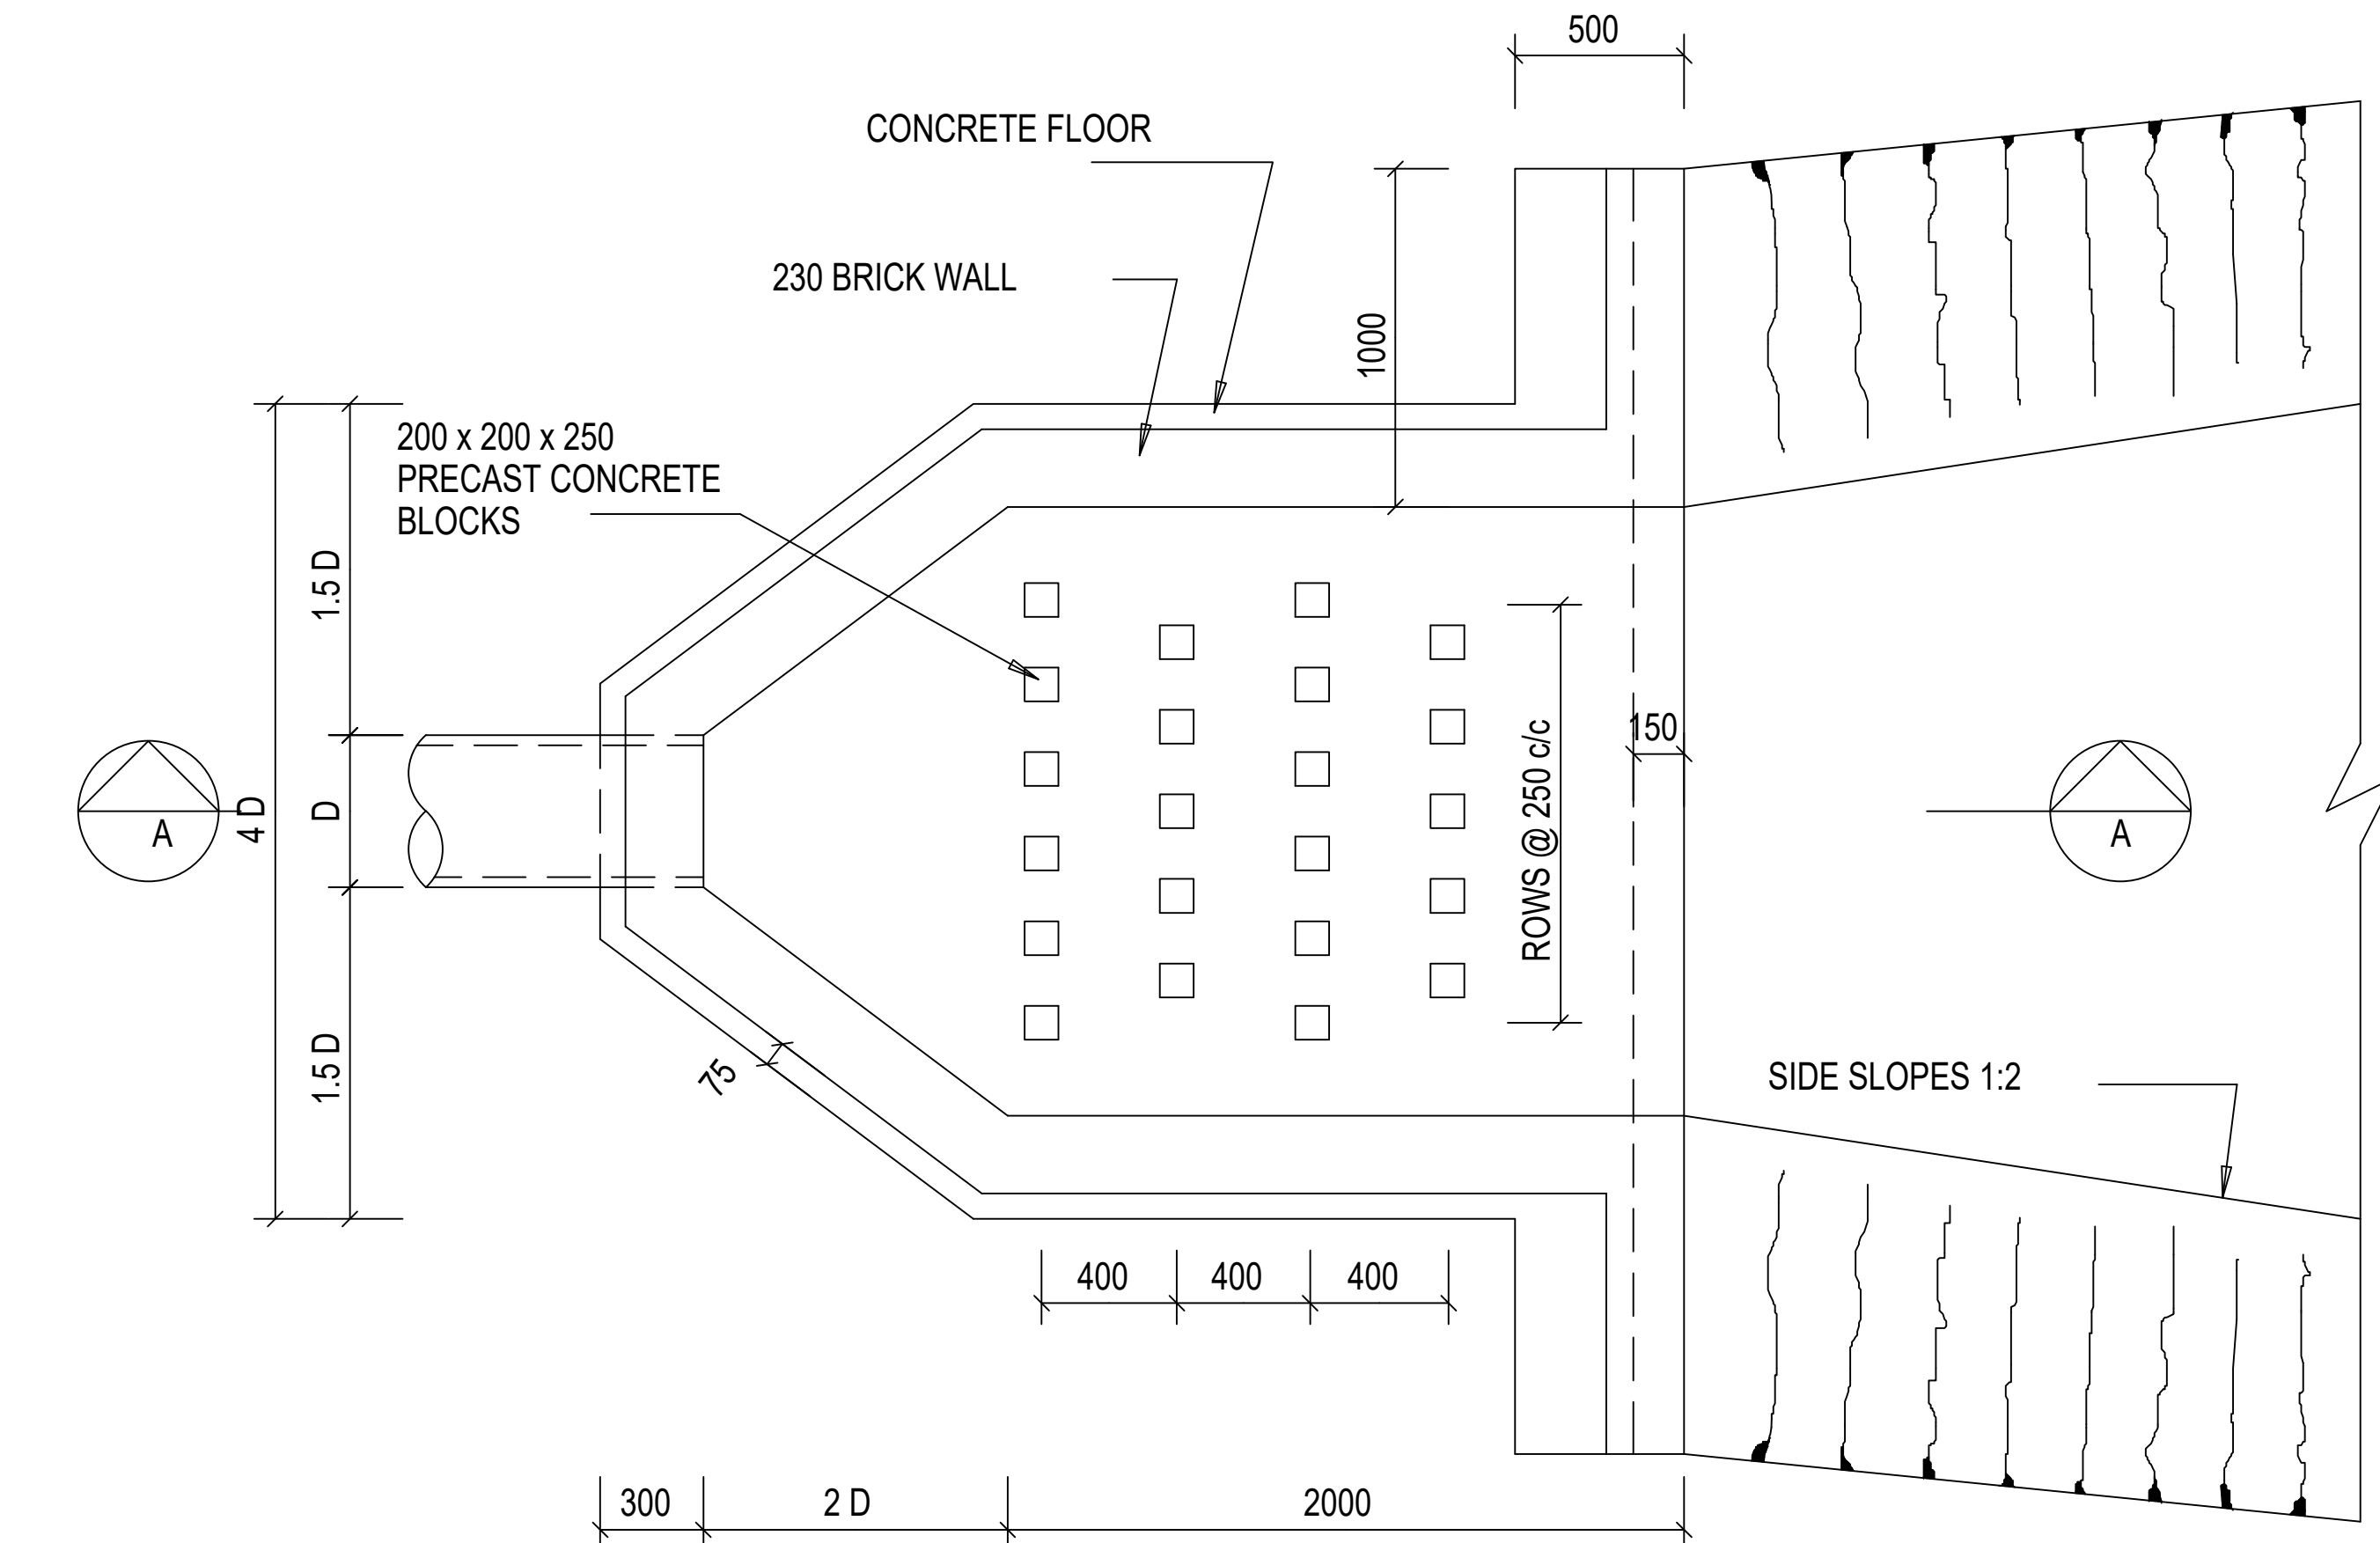 500
CONCRETE FLOOR
230 BRICK WALL
1000
200 x 200 x 250
PRECAST CONCRETE
BLOCKS
1.5 D
ROWS @ 250 c/c
150
A
4 D
D
A
1.5 D
75
SIDE SLOPES 1:2
400
400
400
300
2 D
2000